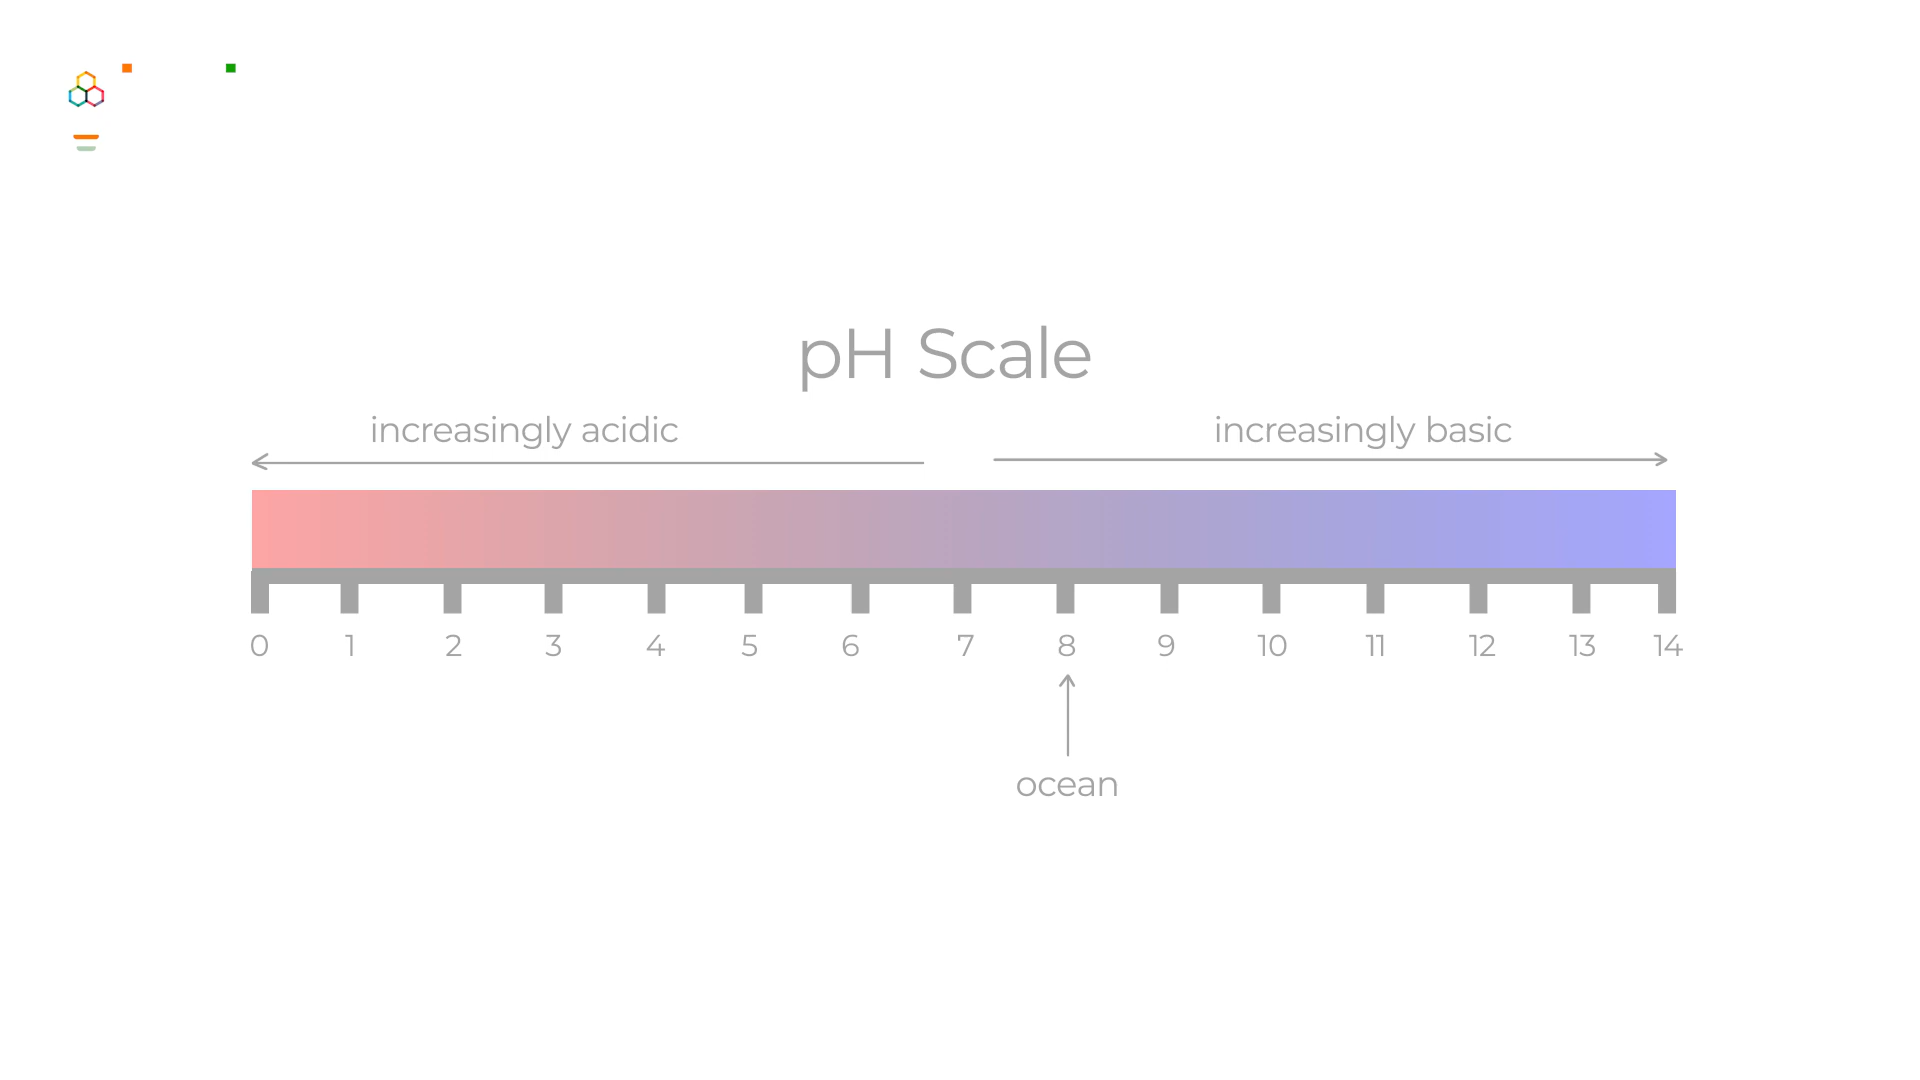 pH Scale
increasingly acidic
increasingly basic
0 1 2 3 4 5 6 7 8 9 10 11 12 13 14
ocean